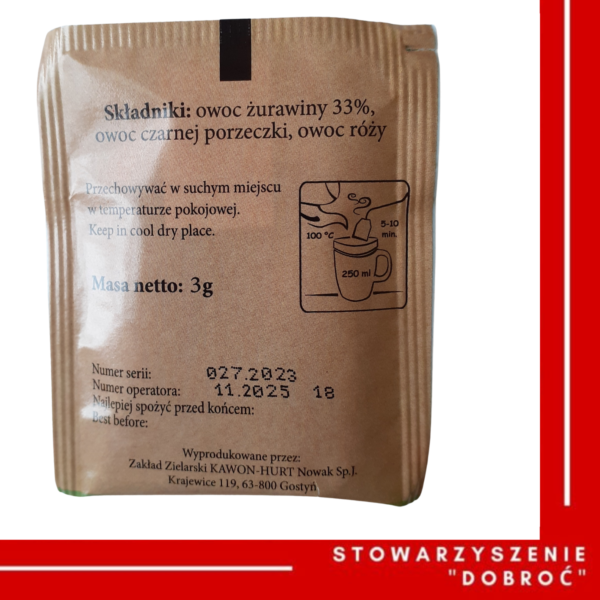 Składniki: owoc żurawiny 33%,
owoc czarnej porzeczki, owoc róży
Przechowywać w suchym miejscu
w temperaturze pokojowej.
Keep in cool dry place.
100 °C
5-10
min.
250 ml
Masa netto: 3g
Numer serii: 027.2023
Numer operatora: 11.2025 18
Najlepiej spożyć przed końcem:
Best before:
Wyprodukowane przez:
Zakład Zielarski KAWON-HURT Nowak Sp.J.
Krajewice 119, 63-800 Gostyń
STOWARZYSZENIE
"DOBROĆ"